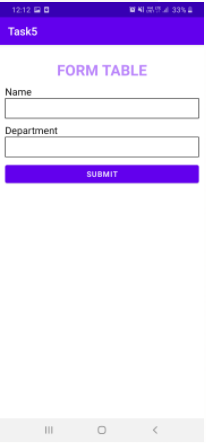 12:12 33%
Task5
FORM TABLE
Name
Department
SUBMIT